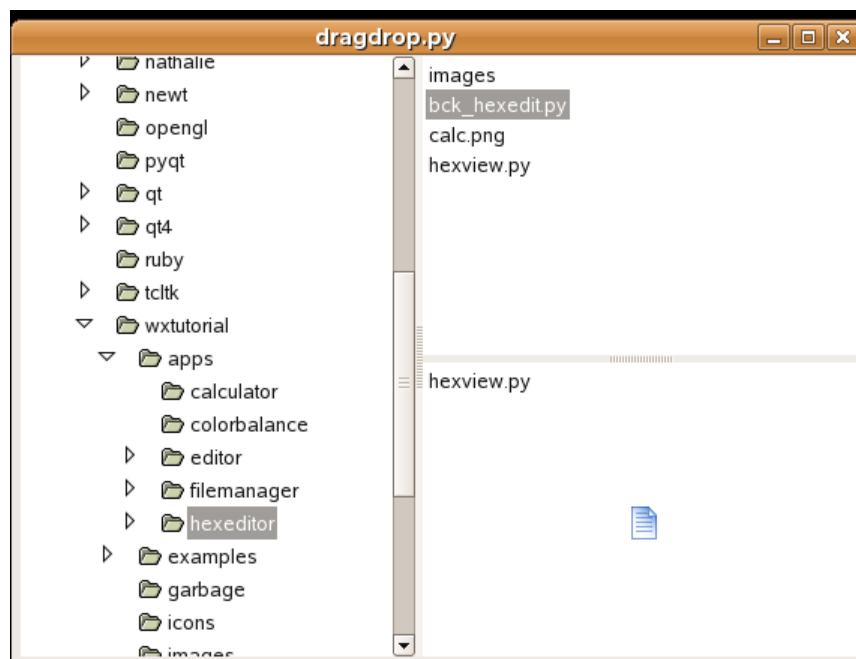 dragdrop.py
nathalie
newt
opengl
pyqt
qt
qt4
ruby
tcltk
wxtutorial
apps
calculator
colorbalance
editor
filemanager
hexeditor
examples
garbage
icons
images
images
bck_hexedit.py
calc.png
hexview.py
hexview.py